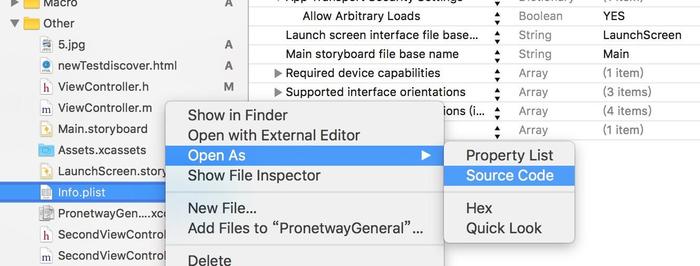 Macro A
Other
5.jpg A
newTestdiscover.html A
ViewController.h M
ViewController.m
Main.storyboard
Assets.xcassets
LaunchScreen.story
Info.plist
PronetwayGen....xc
SecondViewContro
SecondViewContro
Allow Arbitrary Loads Boolean YES
Launch screen interface file base... String LaunchScreen
Main storyboard file base name String Main
Required device capabilities Array (1 item)
Supported interface orientations Array (3 items)
ions (i... Array (4 items)
Array (1 item)
Show in Finder
Open with External Editor
Open As
Show File Inspector
New File...
Add Files to “PronetwayGeneral”...
Delete
Property List
Source Code
Hex
Quick Look